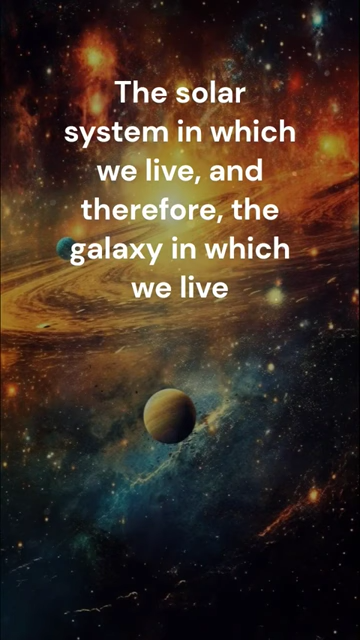 The solar
system in which
we live, and
therefore, the
galaxy in which
we live